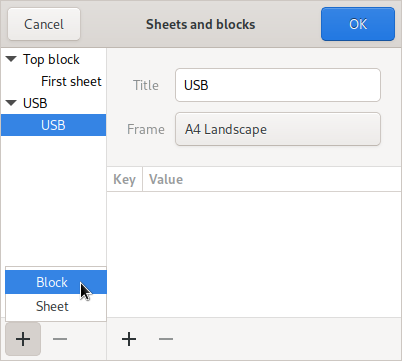 Cancel
Sheets and blocks
OK
Top block
First sheet
USB
USB
Title
USB
Frame
A4 Landscape
Key
Value
Block
Sheet